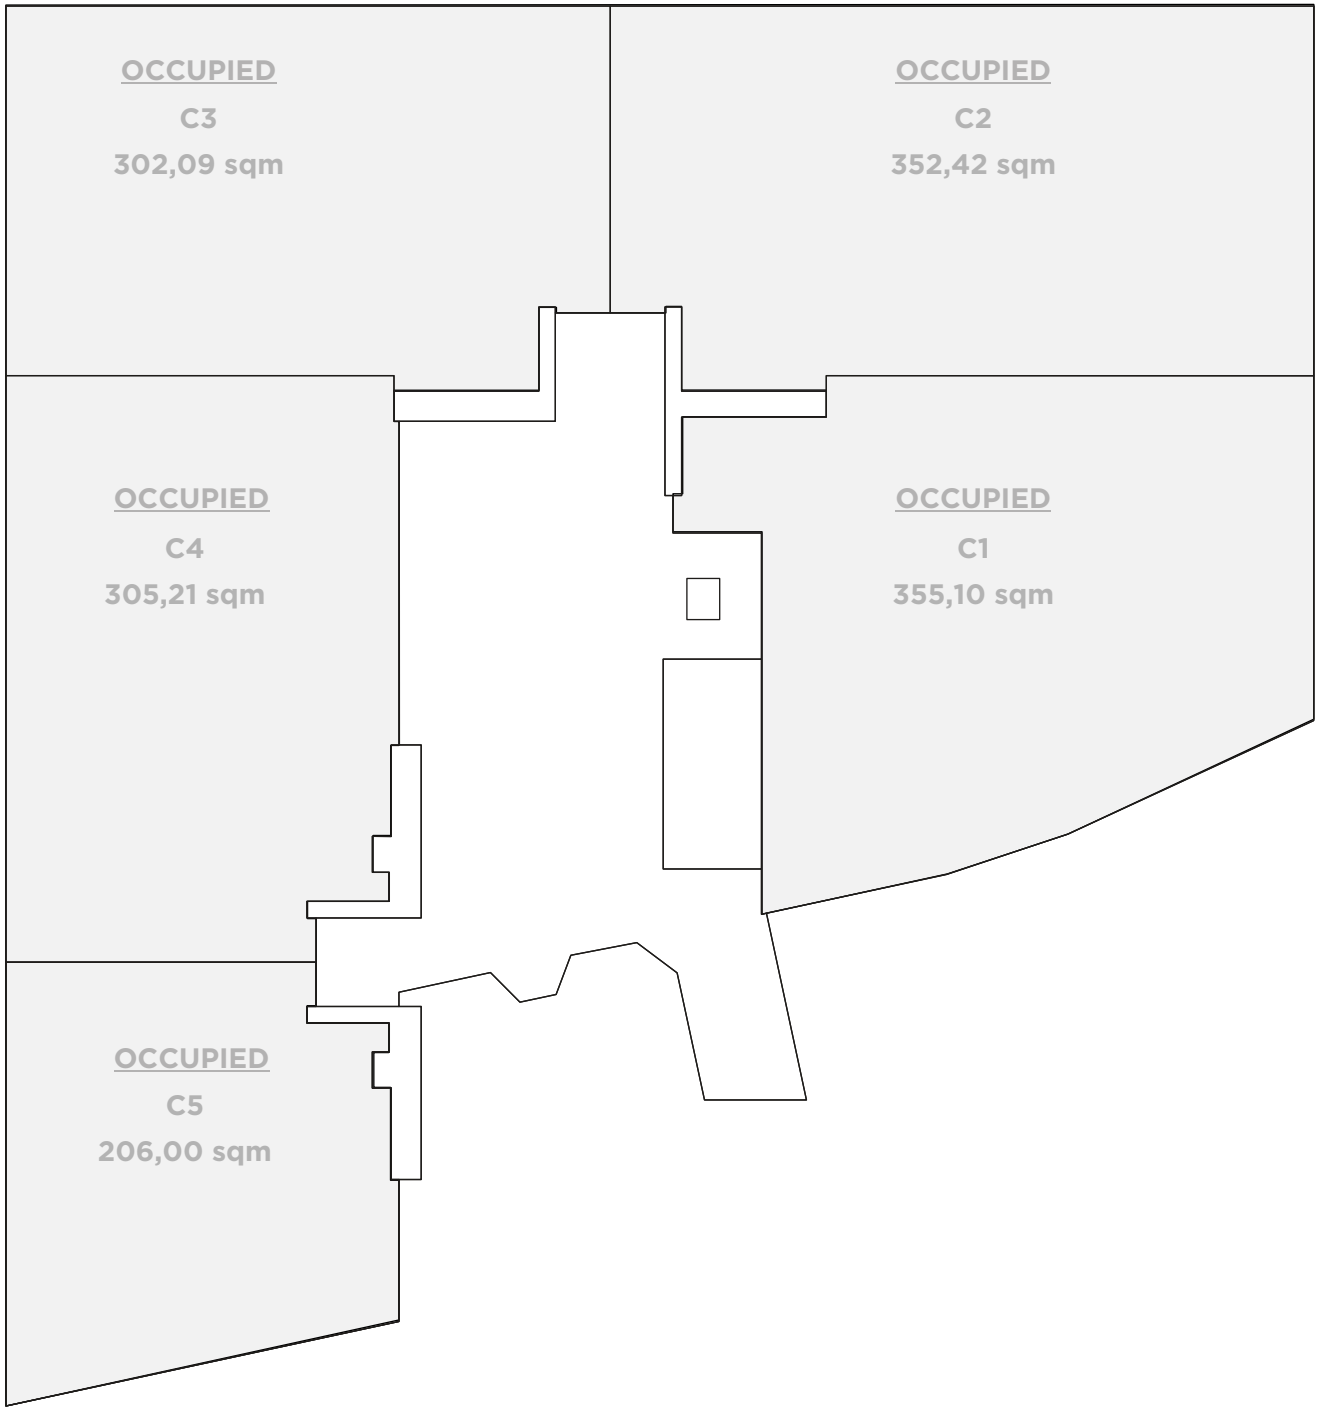 OCCUPIED
C3
302,09 sqm
OCCUPIED
C2
352,42 sqm
OCCUPIED
C4
305,21 sqm
OCCUPIED
C1
355,10 sqm
OCCUPIED
C5
206,00 sqm